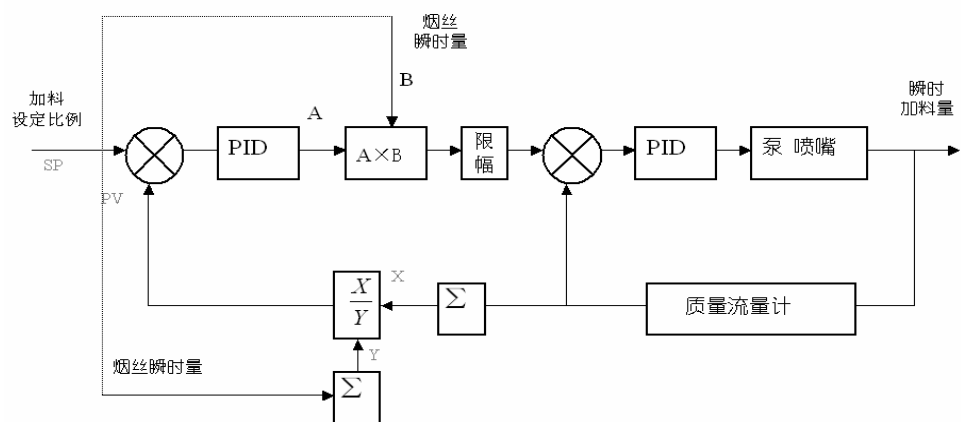 烟丝
瞬时量
B
加料
设定比例
A
瞬时
加料量
SP
PID
A×B
限
幅
PID
泵 喷嘴
PV
X
X
Y
Σ
质量流量计
Y
烟丝瞬时量
Σ